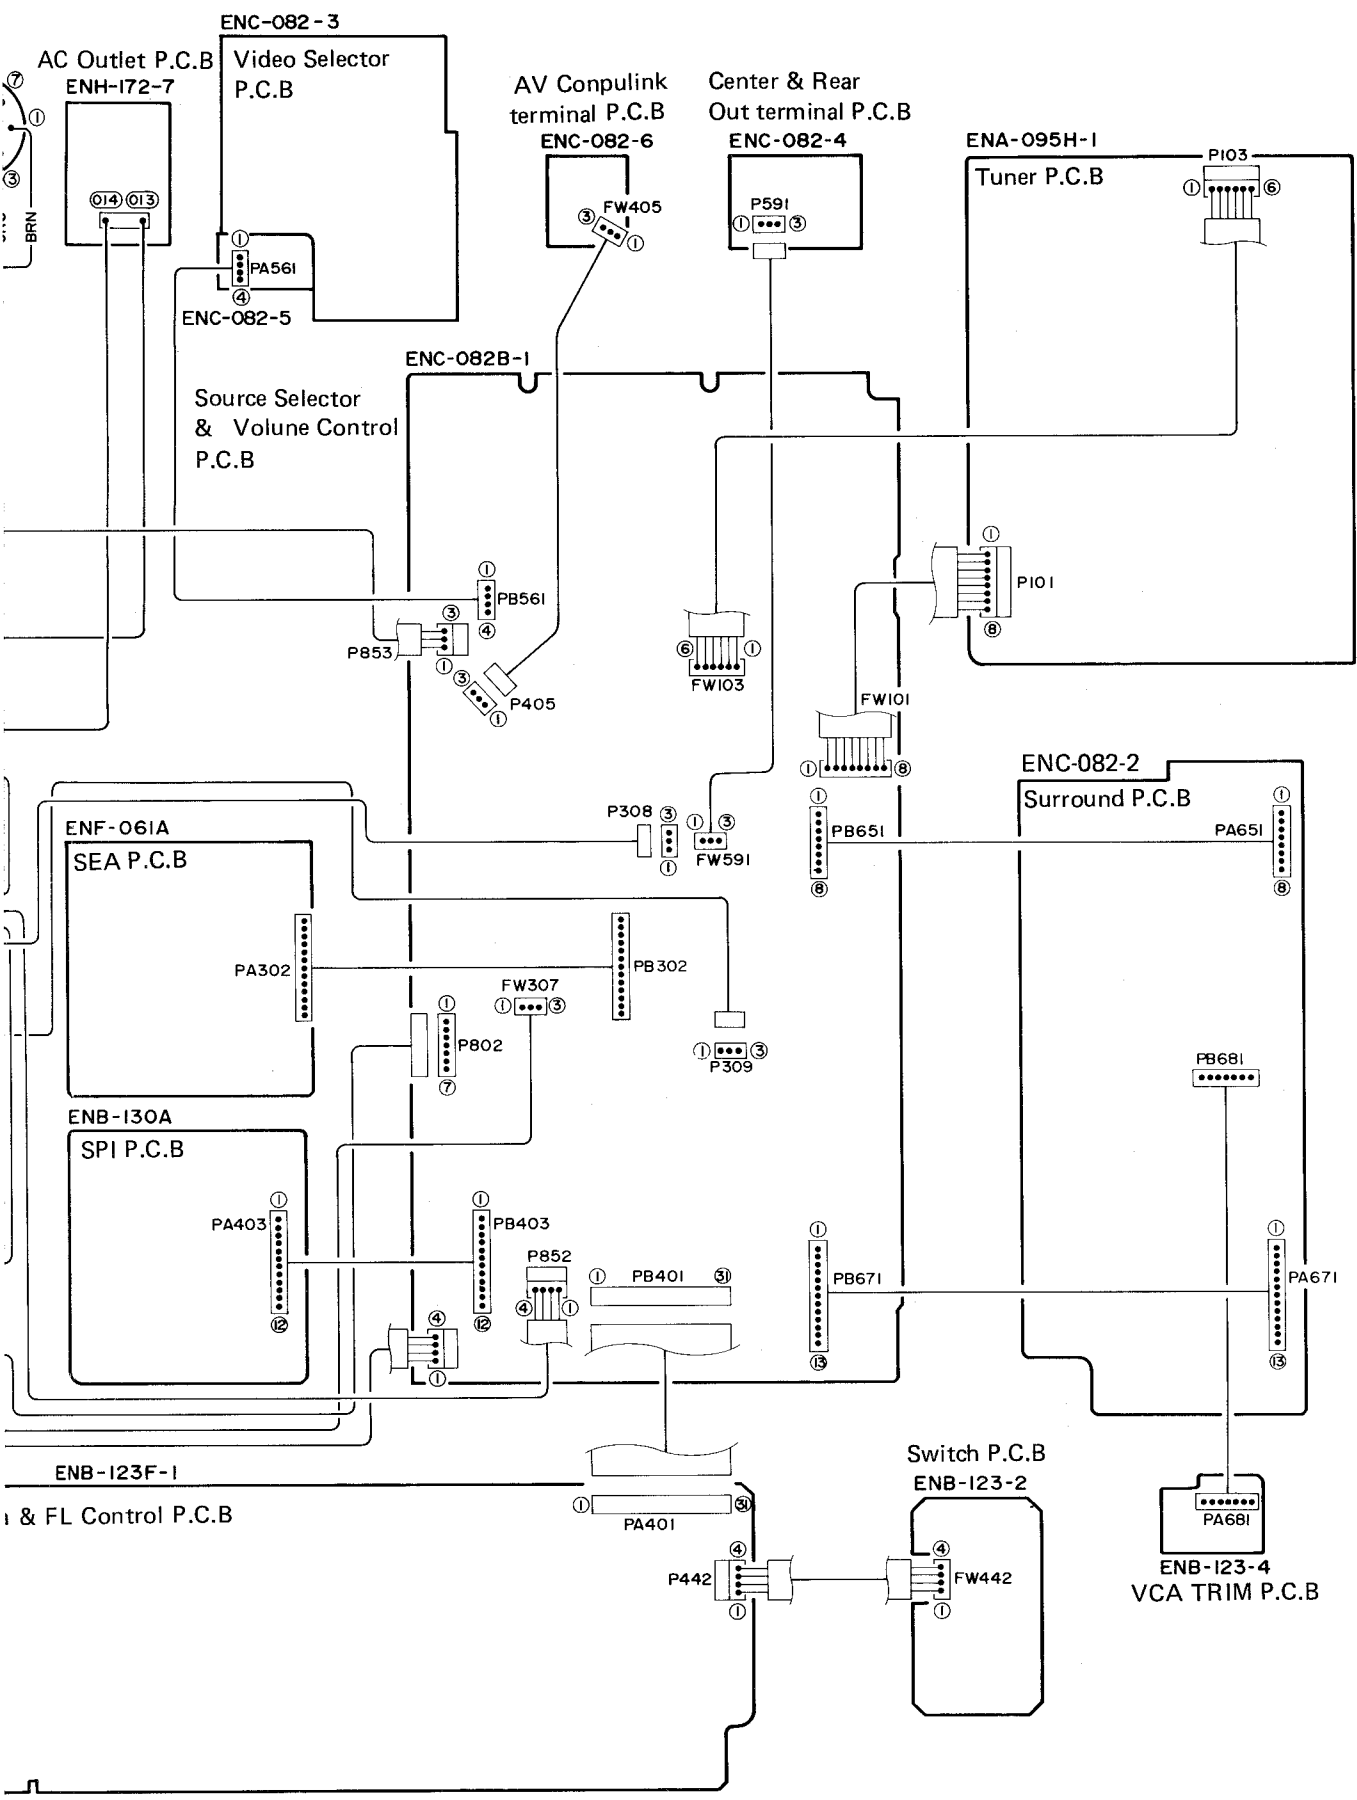 ENC-082-3
AC Outlet P.C.B
ENH-172-7
Video Selector
P.C.B
⑦
①
③
BRN
014 013
①
PA561
④
ENC-082-5
AV Conpulink
terminal P.C.B
ENC-082-6
③
FW405
①
Center & Rear
Out terminal P.C.B
ENC-082-4
P591
① ③
ENA-095H-1
Tuner P.C.B
P103
① ⑥
ENC-082B-1
Source Selector
& Volune Control
P.C.B
①
PB561
④
③
P853
①
③
P405
①
⑥ ①
FW103
①
P101
⑧
FW101
① ⑧
ENC-082-2
Surround P.C.B
①
PB651
⑧
①
PA651
⑧
P308
③
①
① ③
FW591
ENF-061A
SEA P.C.B
PA302
PB302
FW307
① ③
①
P802
⑦
① ③
P309
PB681
ENB-130A
SPI P.C.B
①
PA403
⑫
①
PB403
⑫
P852
④ ①
① PB401 ㉛
①
PB671
⑬
①
PA671
⑬
④
①
ENB-123F-1
& FL Control P.C.B
① ㉛
PA401
④
P442
①
Switch P.C.B
ENB-123-2
④
FW442
①
PA681
ENB-123-4
VCA TRIM P.C.B